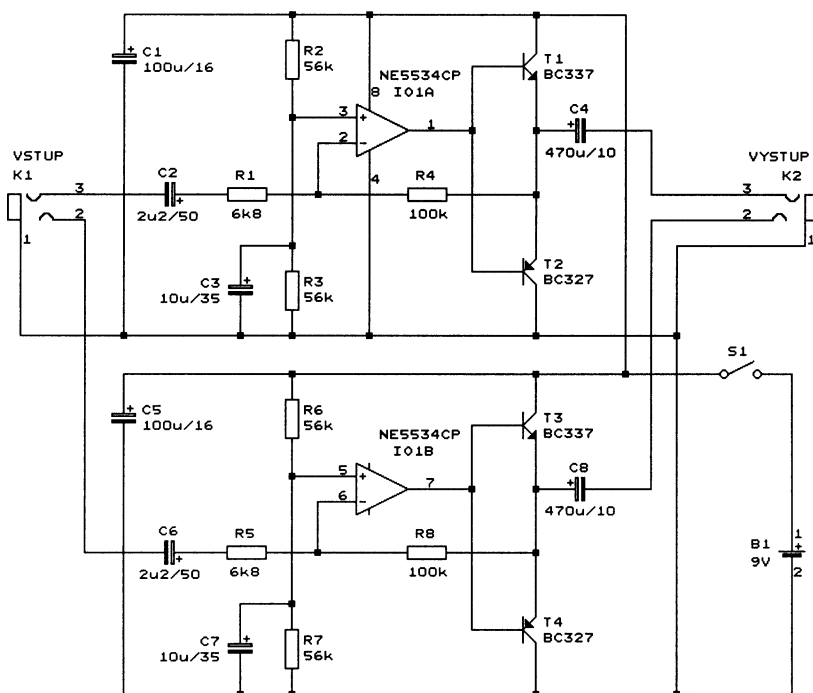 C1
100u/16
R2
56k
NE5534CP
IO1A
8
3
+
2
-
1
4
T1
BC337
C4
+
470u/10
VSTUP
K1
3
2
1
C2
+
2u2/50
R1
6k8
R4
100k
VYSTUP
K2
3
2
1
C3
+
10u/35
R3
56k
T2
BC327
S1
C5
+
100u/16
R6
56k
NE5534CP
IO1B
5
+
6
-
7
T3
BC337
C8
+
470u/10
C6
+
2u2/50
R5
6k8
R8
100k
B1
9V
1
+
2
C7
+
10u/35
R7
56k
T4
BC327